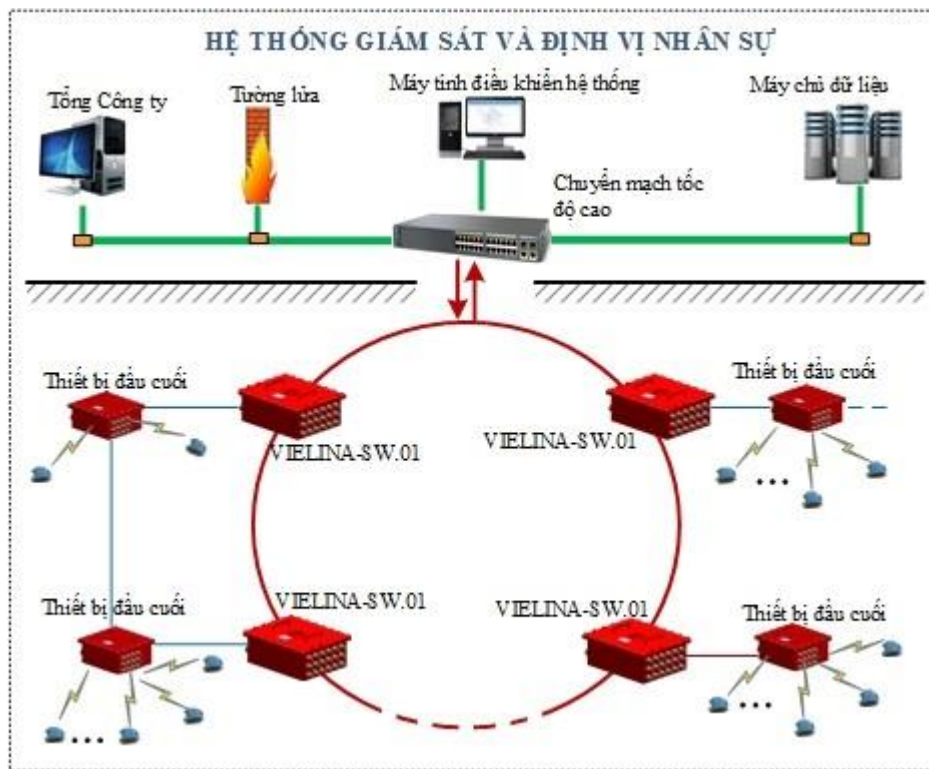 HỆ THỐNG GIÁM SÁT VÀ ĐỊNH VỊ NHÂN SỰ
Tổng Công ty
Tường lửa
Máy tính điều khiển hệ thống
Máy chủ dữ liệu
Chuyển mạch tốc
độ cao
Thiết bị đầu cuối
VIELINA-SW.01
VIELINA-SW.01
Thiết bị đầu cuối
Thiết bị đầu cuối
VIELINA-SW.01
VIELINA-SW.01
Thiết bị đầu cuối